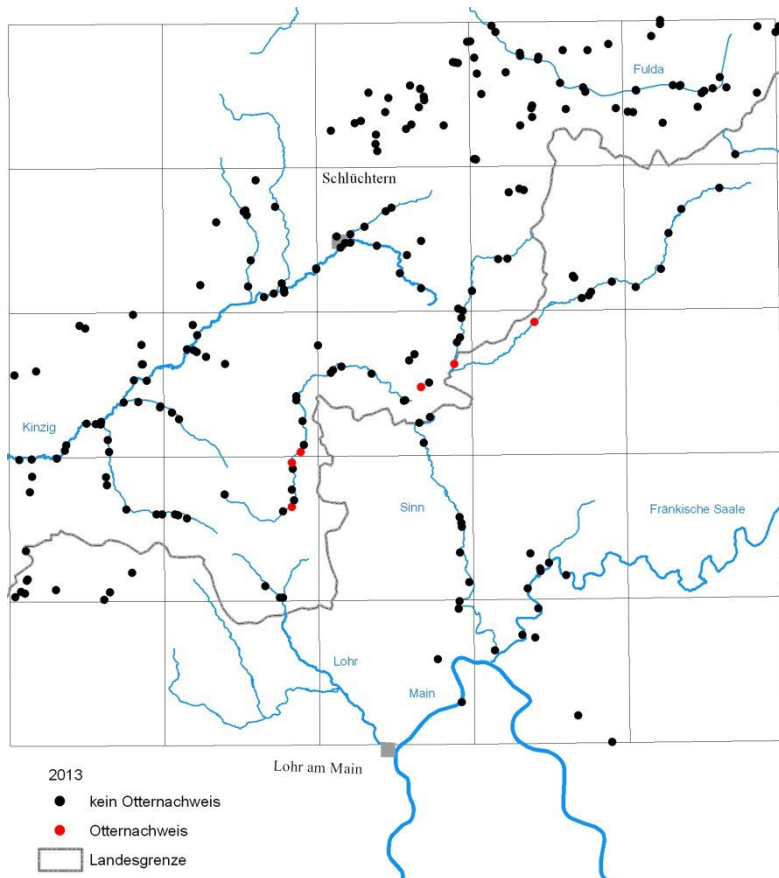 Fulda
Schlüchtern
Kinzig
Sinn
Fränkische Saale
Lohr
Main
Lohr am Main
2013
kein Otternachweis
Otternachweis
Landesgrenze